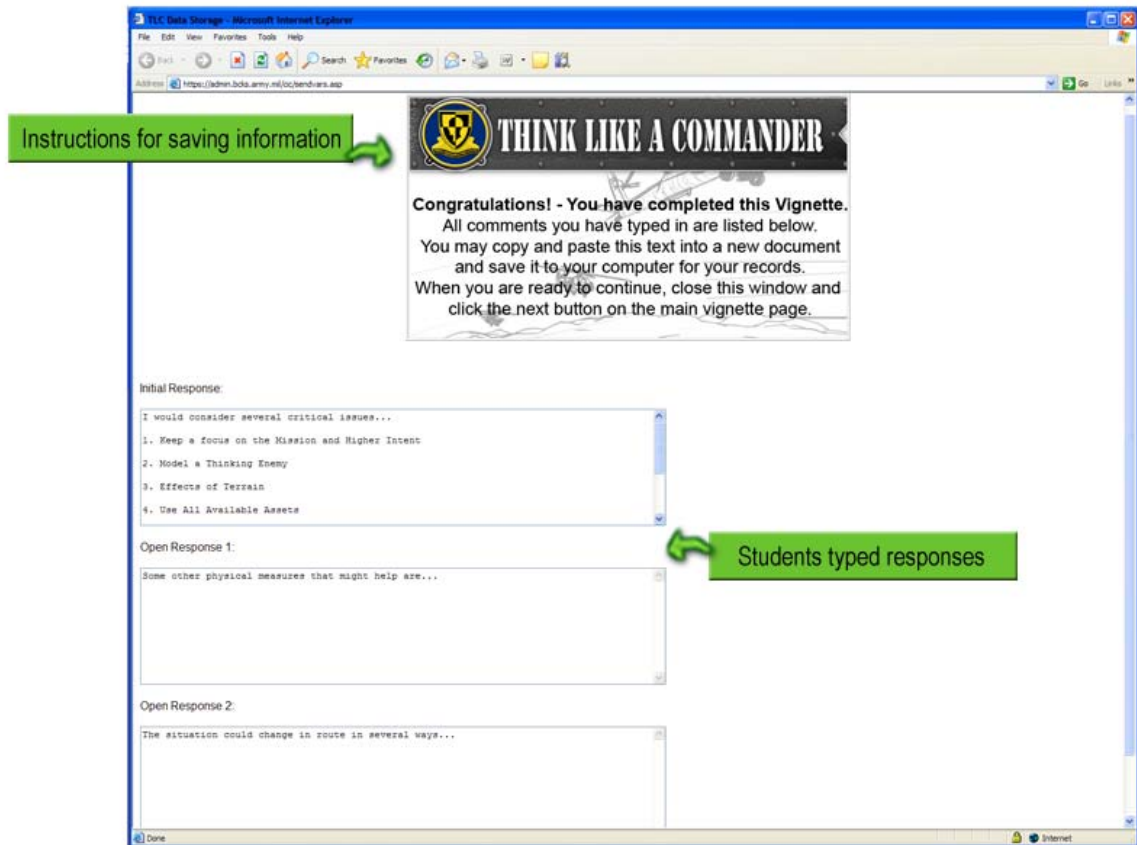 TLC Data Storage - Microsoft Internet Explorer
File Edit View Favorites Tools Help
Back Search Favorites
Address https://admin.bcks.army.mil/cc/sendvars.asp Go Links
Instructions for saving information
THINK LIKE A COMMANDER
Congratulations! - You have completed this Vignette.
All comments you have typed in are listed below.
You may copy and paste this text into a new document
and save it to your computer for your records.
When you are ready to continue, close this window and
click the next button on the main vignette page.
Initial Response:
I would consider several critical issues...
1. Keep a focus on the Mission and Higher Intent
2. Model a Thinking Enemy
3. Effects of Terrain
4. Use All Available Assets
Open Response 1:
Students typed responses
Some other physical measures that might help are...
Open Response 2:
The situation could change in route in several ways...
Done Internet